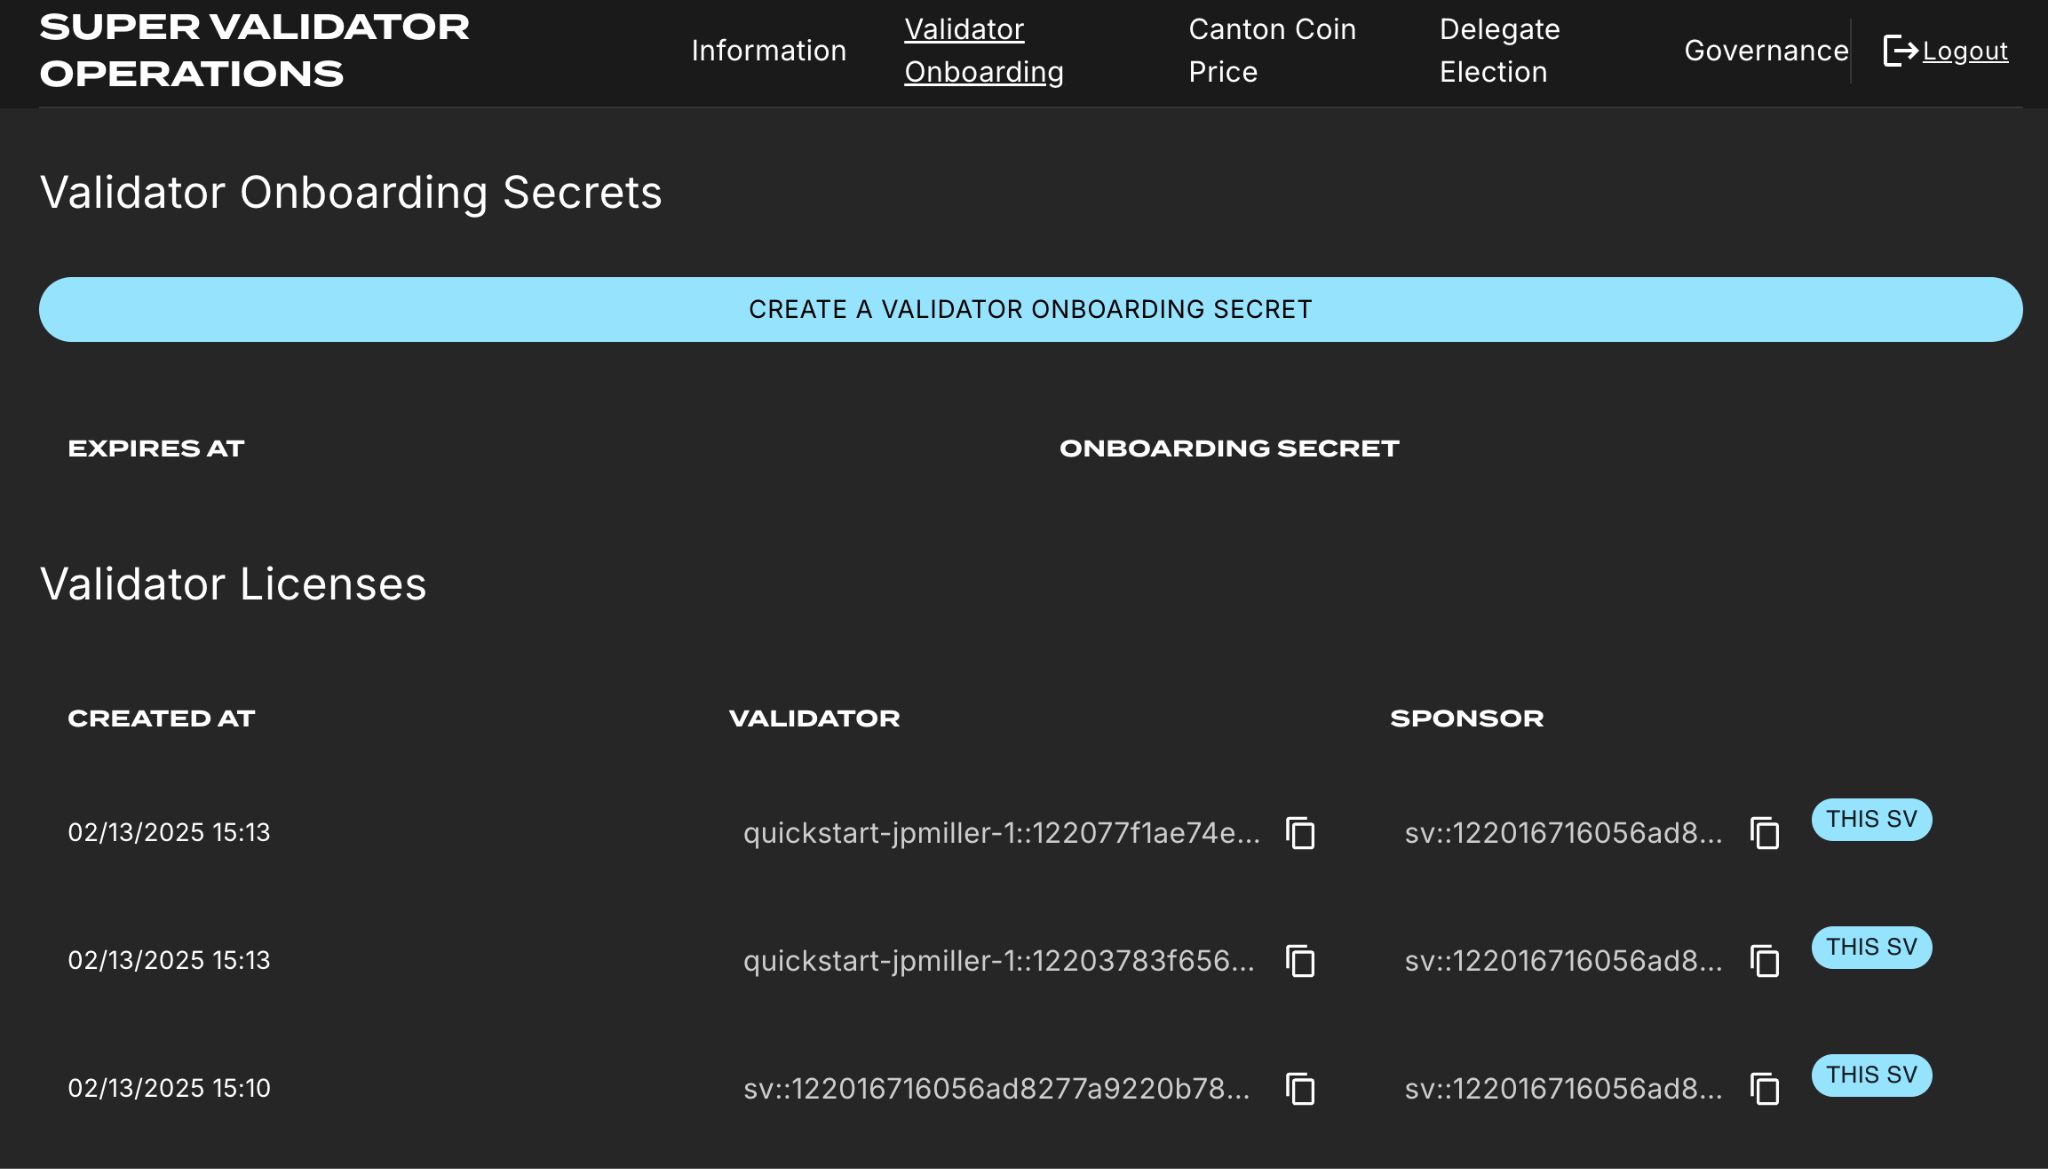 SUPER VALIDATOR
OPERATIONS
Information
Validator
Onboarding
Canton Coin
Price
Delegate
Election
Governance
Logout
Validator Onboarding Secrets
CREATE A VALIDATOR ONBOARDING SECRET
EXPIRES AT ONBOARDING SECRET
Validator Licenses
CREATED AT VALIDATOR SPONSOR
02/13/2025 15:13 quickstart-jpmiller-1::122077f1ae74e... sv::122016716056ad8... THIS SV
02/13/2025 15:13 quickstart-jpmiller-1::12203783f656... sv::122016716056ad8... THIS SV
02/13/2025 15:10 sv::122016716056ad8277a9220b78... sv::122016716056ad8... THIS SV